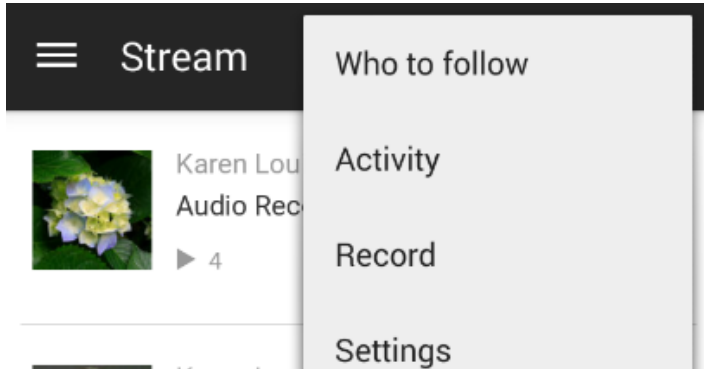 Stream
Who to follow
Karen Lou
Activity
Audio Rec
4
Record
Settings